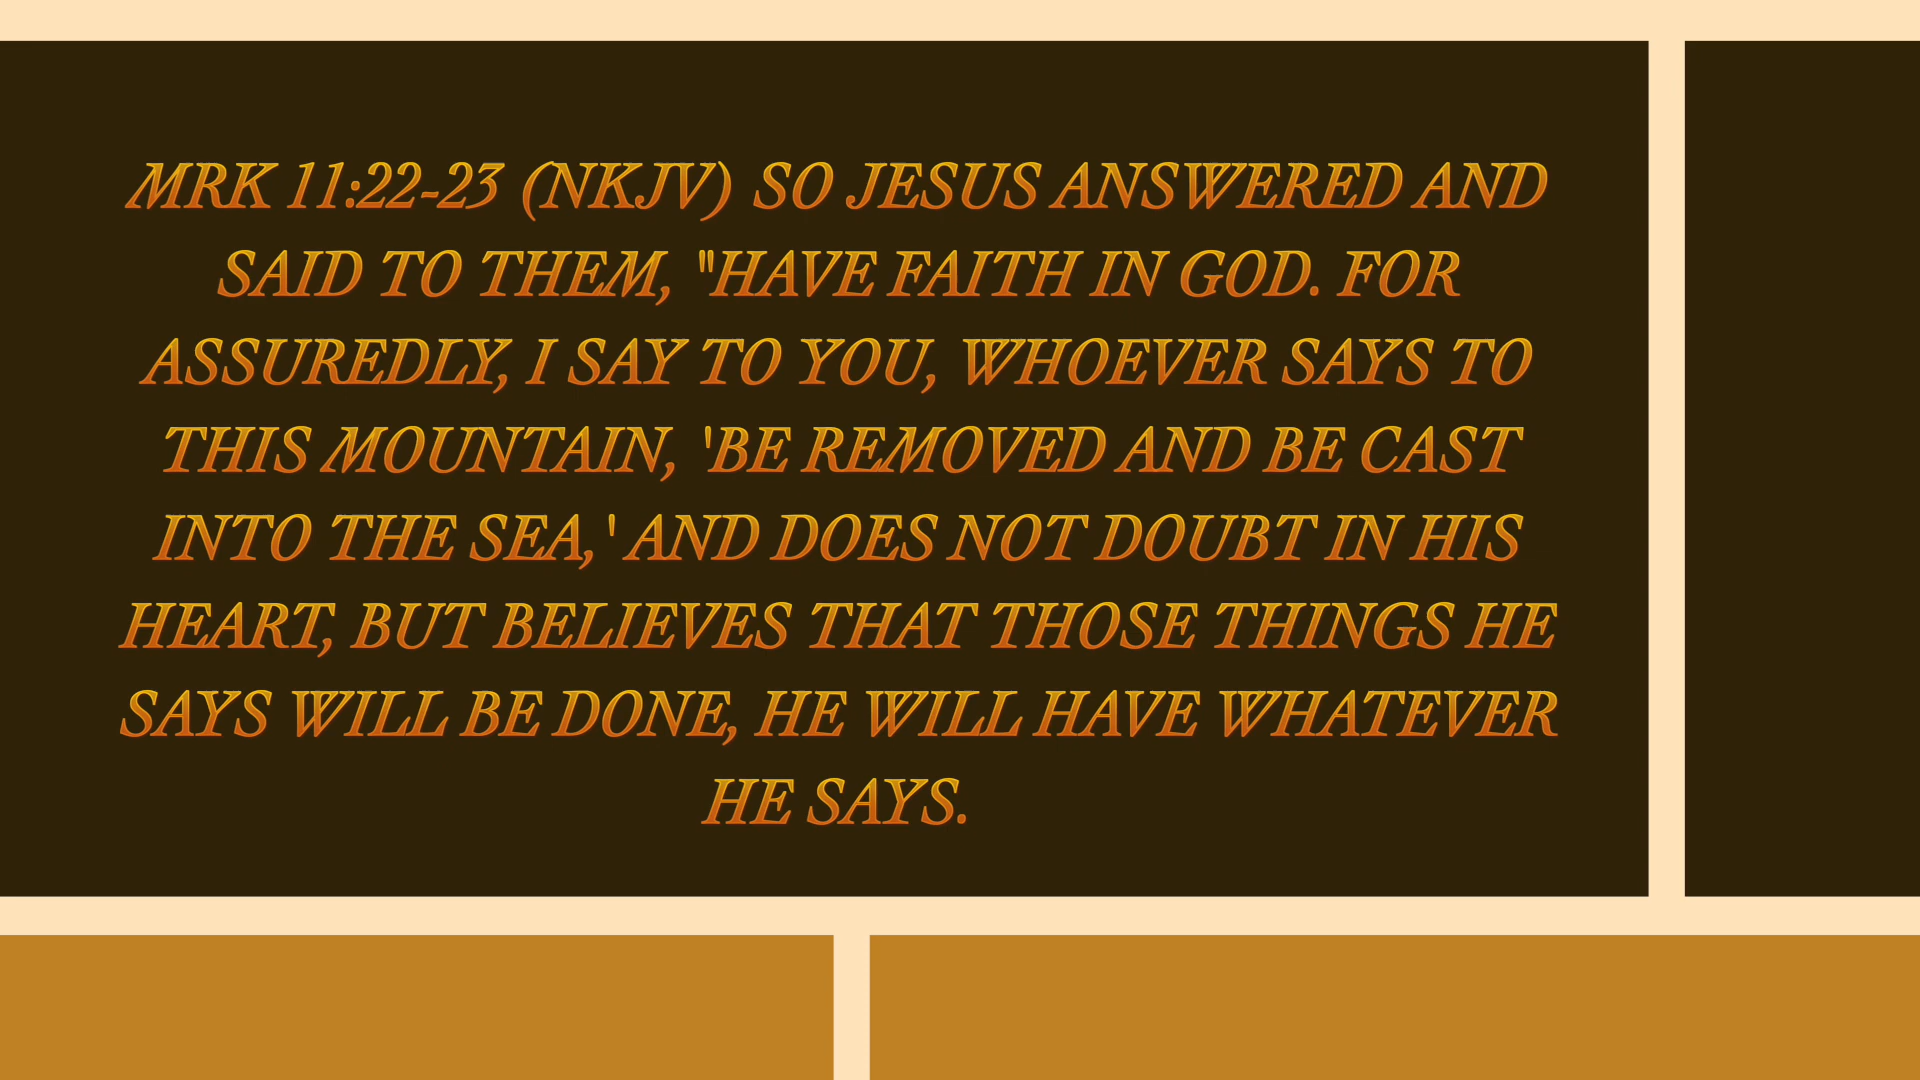 MRK 11:22-23 (NKJV) SO JESUS ANSWERED AND
SAID TO THEM, "HAVE FAITH IN GOD. FOR
ASSUREDLY, I SAY TO YOU, WHOEVER SAYS TO
THIS MOUNTAIN, 'BE REMOVED AND BE CAST
INTO THE SEA,' AND DOES NOT DOUBT IN HIS
HEART, BUT BELIEVES THAT THOSE THINGS HE
SAYS WILL BE DONE, HE WILL HAVE WHATEVER
HE SAYS.